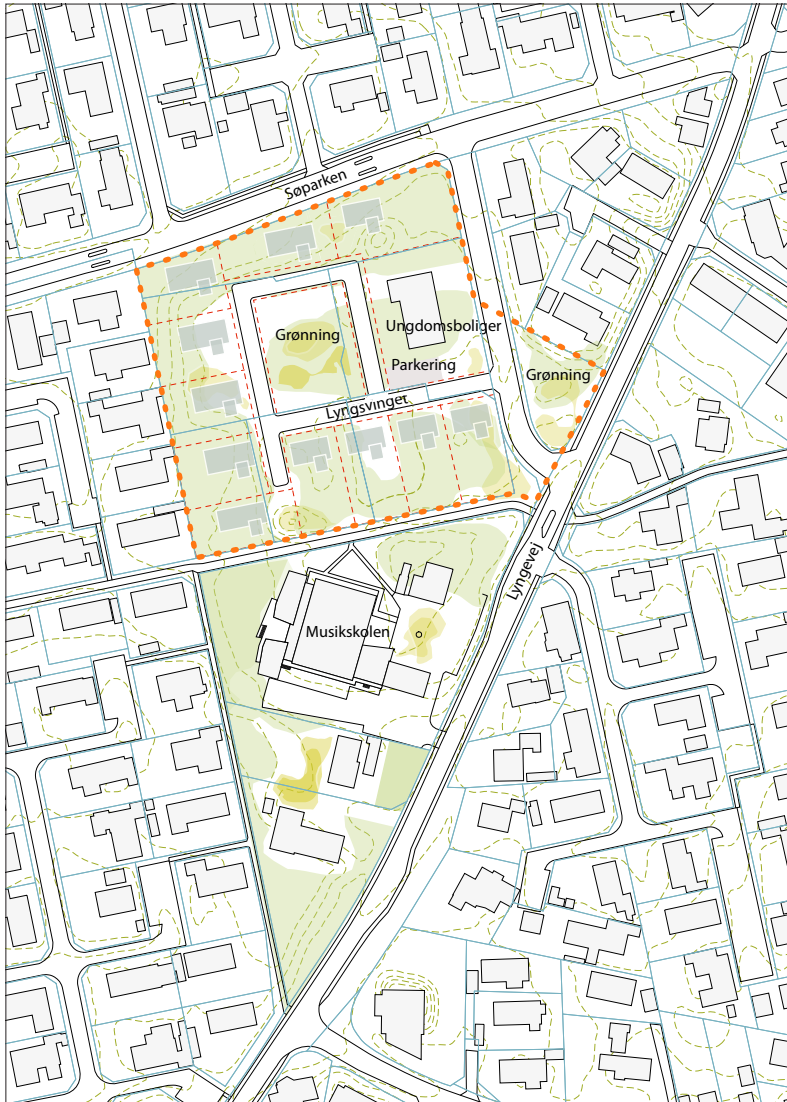 Søparken
Grønning
Ungdomsboliger
Parkering
Grønning
Lyngsvinget
Lyngevej
Musikskolen